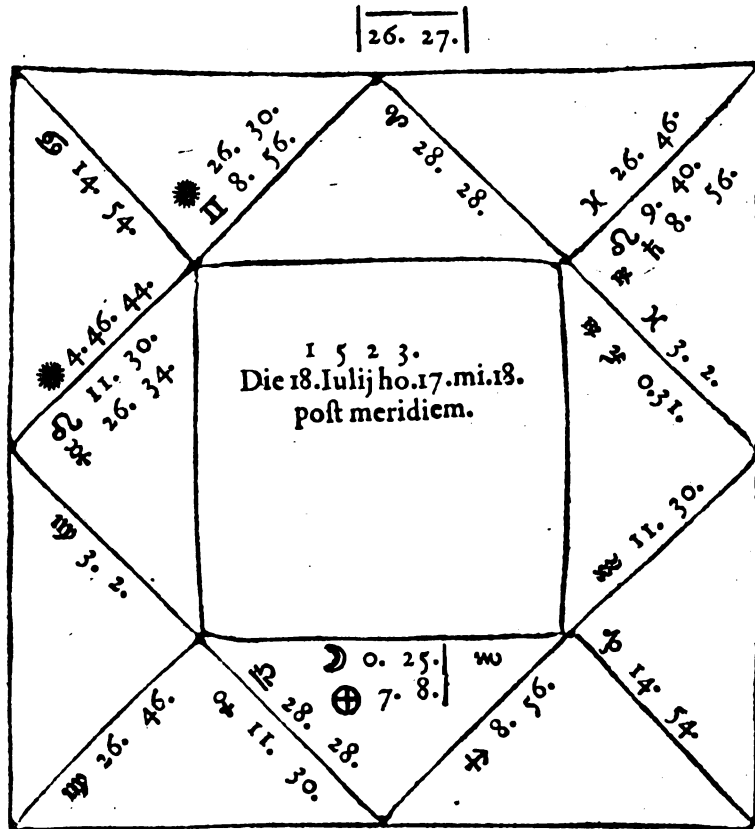 26. 27.
♋ 14. 54.
26. 30.
♊ 8. 56.
♉ 28. 28.
♓ 26. 46.
♌ 9. 40.
♄ 8. 56.
4. 46. 44.
♌ 11. 30.
26. 34.
1 5 2 3.
Die 18. Iulij ho. 17. mi. 18.
poſt meridiem.
♓ 3. 2.
0. 31.
♍ 3. 2.
♒ 11. 30.
☽ 0. 25. ♏
⊕ 7. 8.
♑ 14. 54.
♎ 28. 28.
11. 30.
♍ 26. 46.
♐ 8. 56.